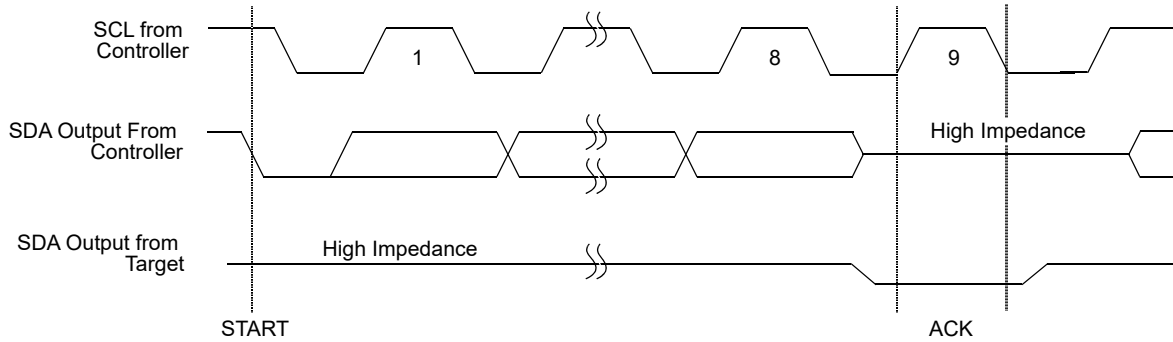 SCL from
Controller
1
8
9
SDA Output From
Controller
High Impedance
SDA Output from
Target
High Impedance
START
ACK